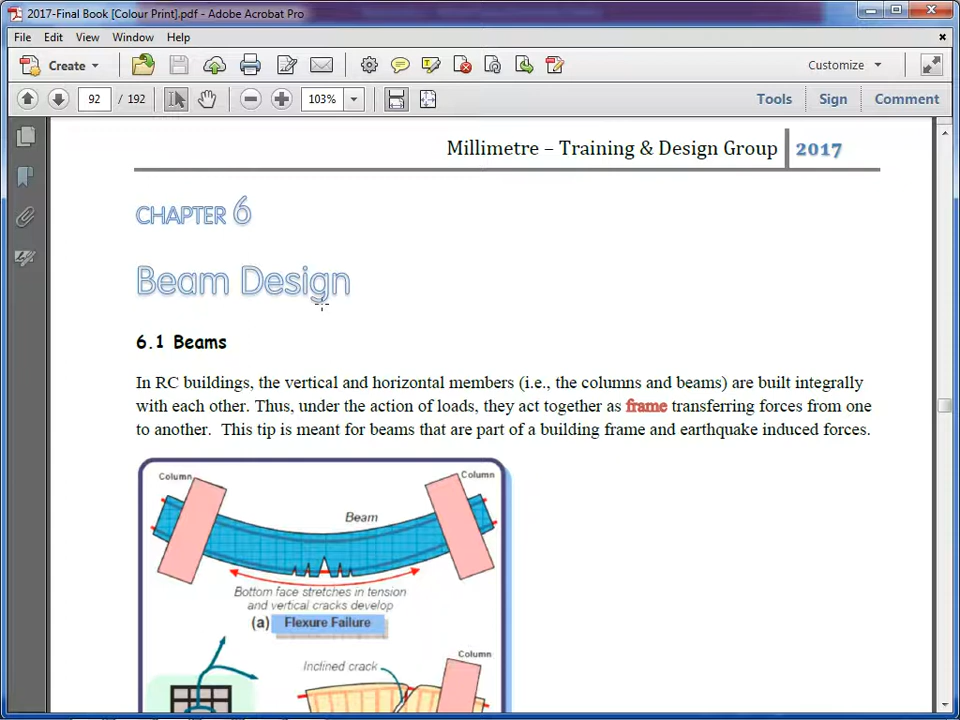 2017-Final Book [Colour Print].pdf - Adobe Acrobat Pro
File Edit View Window Help
Create Customize
92 / 192 103% Tools Sign Comment
Millimetre – Training & Design Group 2017
CHAPTER 6
Beam Design
6.1 Beams
In RC buildings, the vertical and horizontal members (i.e., the columns and beams) are built integrally
with each other. Thus, under the action of loads, they act together as frame transferring forces from one
to another. This tip is meant for beams that are part of a building frame and earthquake induced forces.
Column Column
Beam
Bottom face stretches in tension
and vertical cracks develop
(a) Flexure Failure
Column
Inclined crack